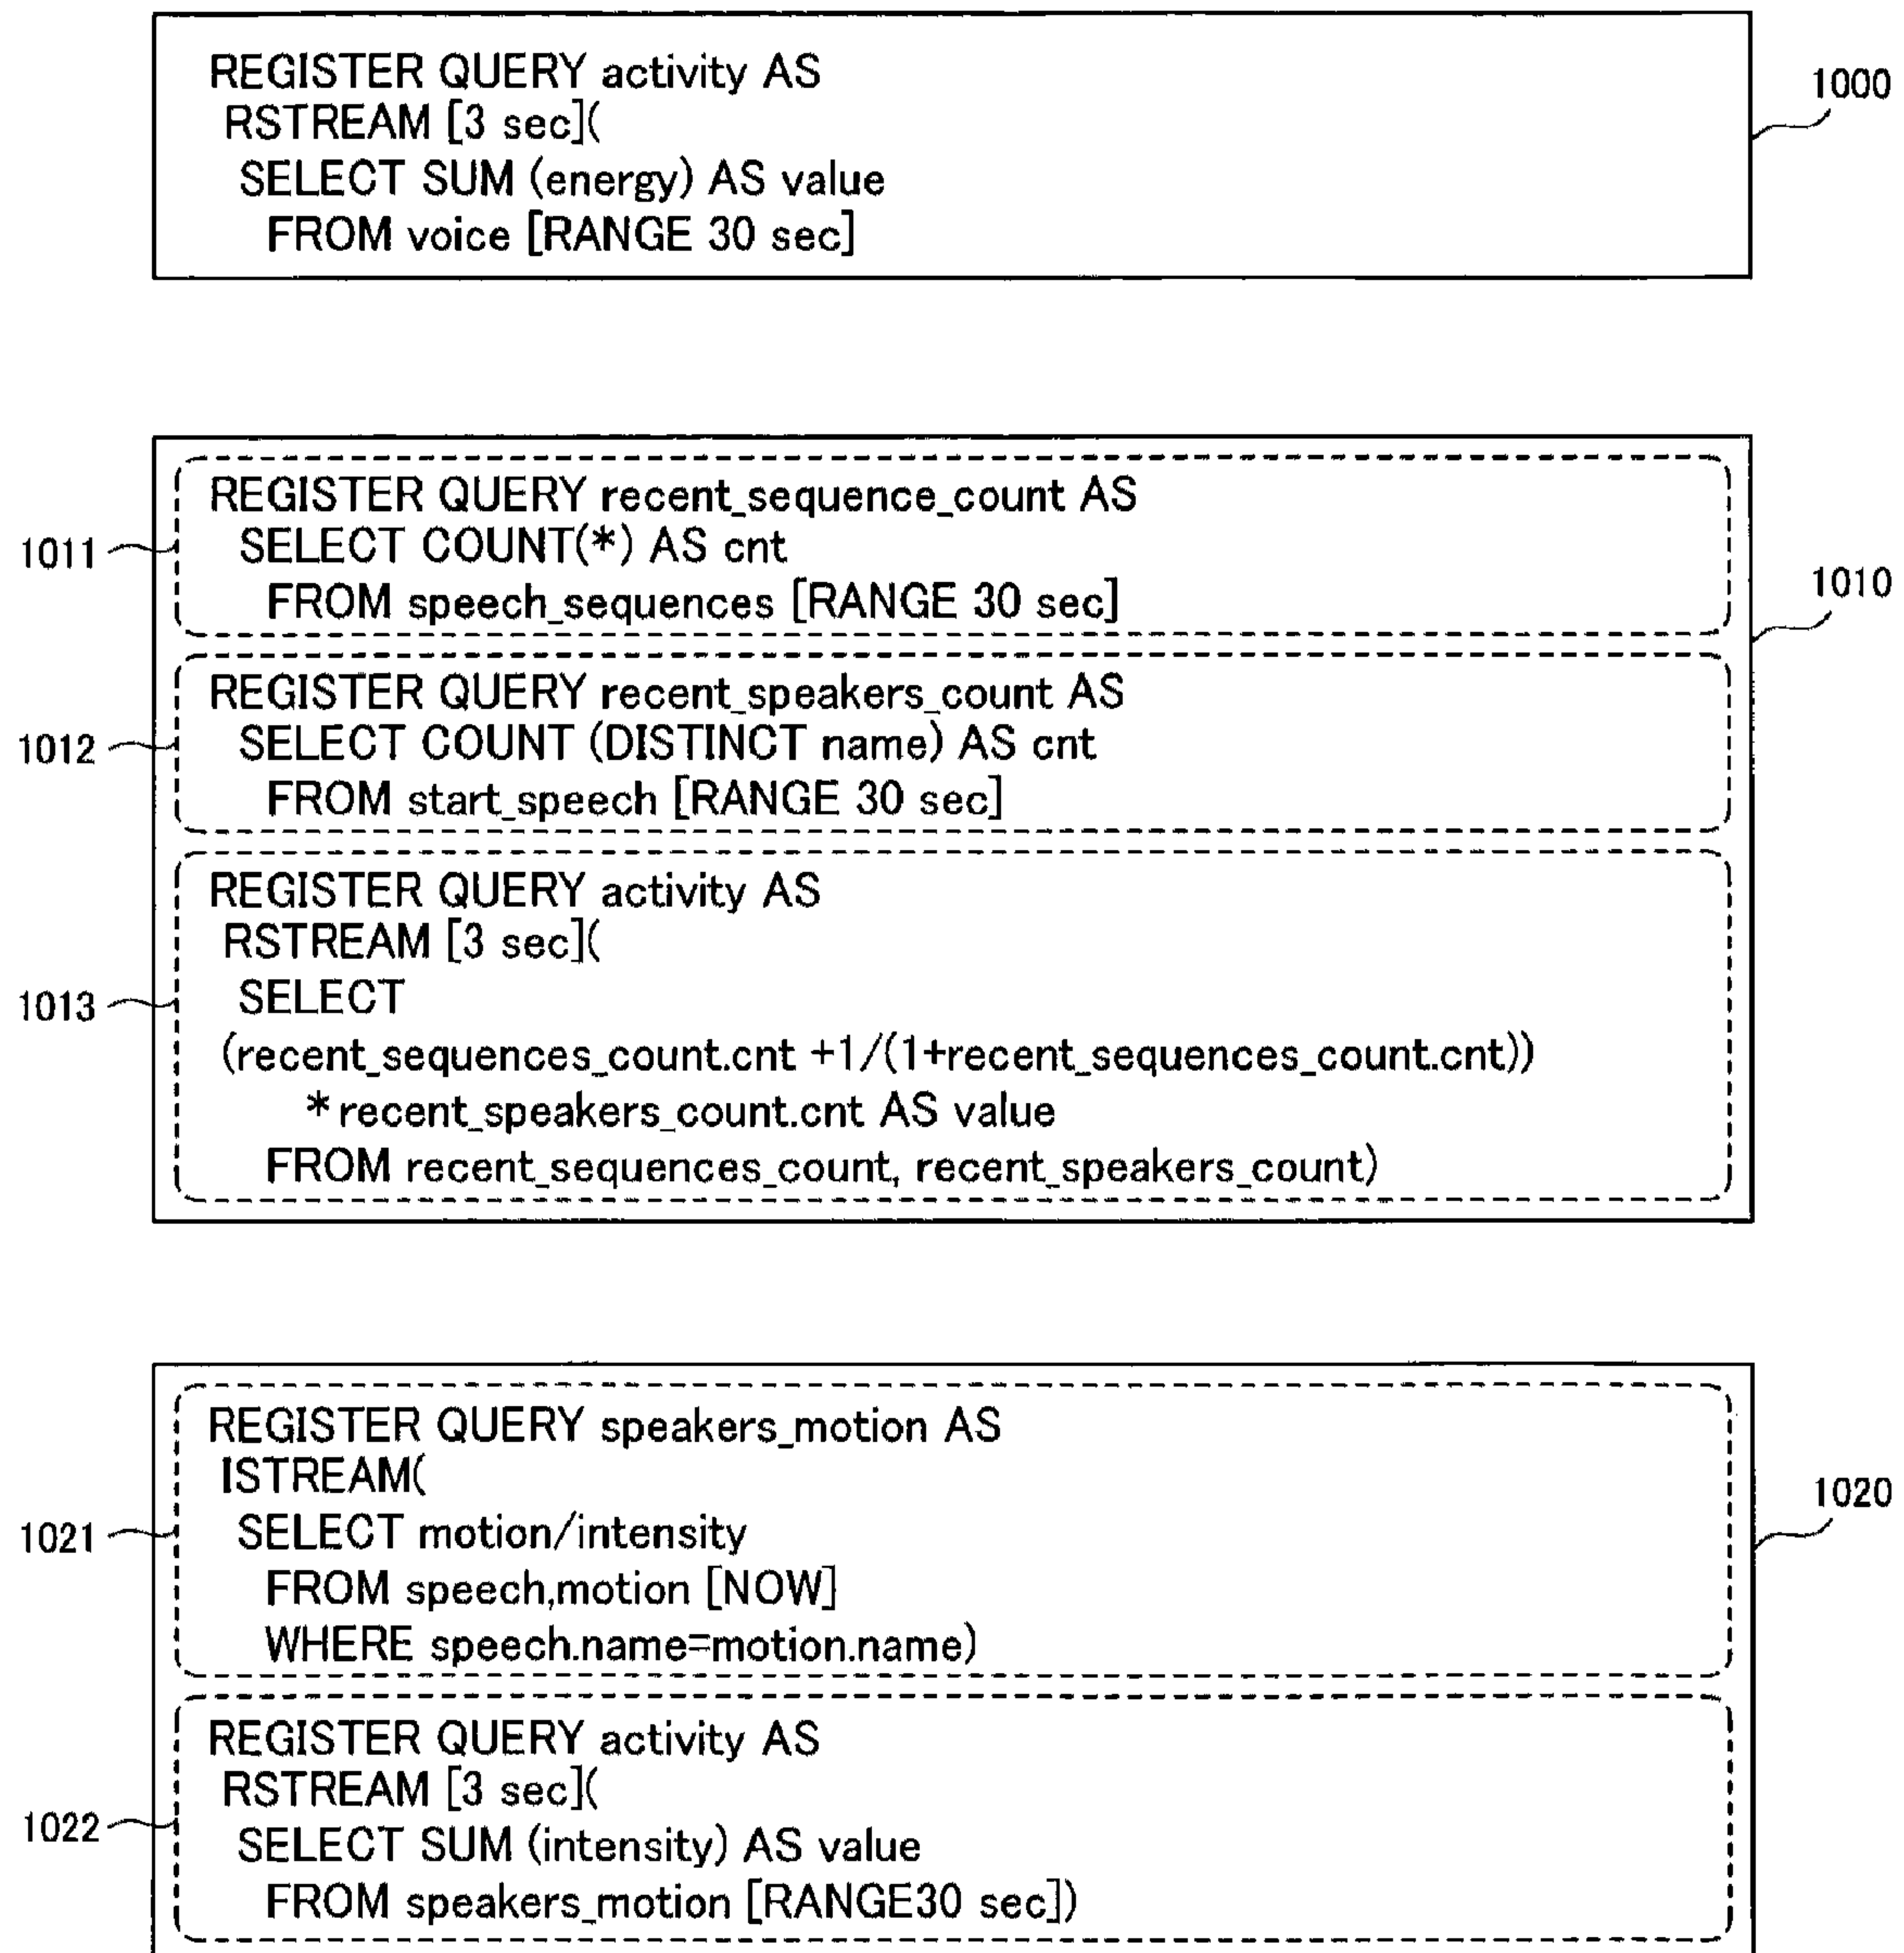 REGISTER QUERY activity AS
RSTREAM [3 sec](
SELECT SUM (energy) AS value
FROM voice [RANGE 30 sec]
1000
REGISTER QUERY recent_sequence_count AS
SELECT COUNT(*) AS cnt
FROM speech_sequences [RANGE 30 sec]
1011
1010
REGISTER QUERY recent_speakers_count AS
SELECT COUNT (DISTINCT name) AS cnt
FROM start_speech [RANGE 30 sec]
1012
REGISTER QUERY activity AS
RSTREAM [3 sec](
SELECT
(recent_sequences_count.cnt +1/(1+recent_sequences_count.cnt))
*recent_speakers_count.cnt AS value
FROM recent_sequences_count, recent_speakers_count)
1013
REGISTER QUERY speakers_motion AS
ISTREAM(
SELECT motion/intensity
FROM speech,motion [NOW]
WHERE speech.name=motion.name)
1021
1020
REGISTER QUERY activity AS
RSTREAM [3 sec](
SELECT SUM (intensity) AS value
FROM speakers_motion [RANGE30 sec])
1022